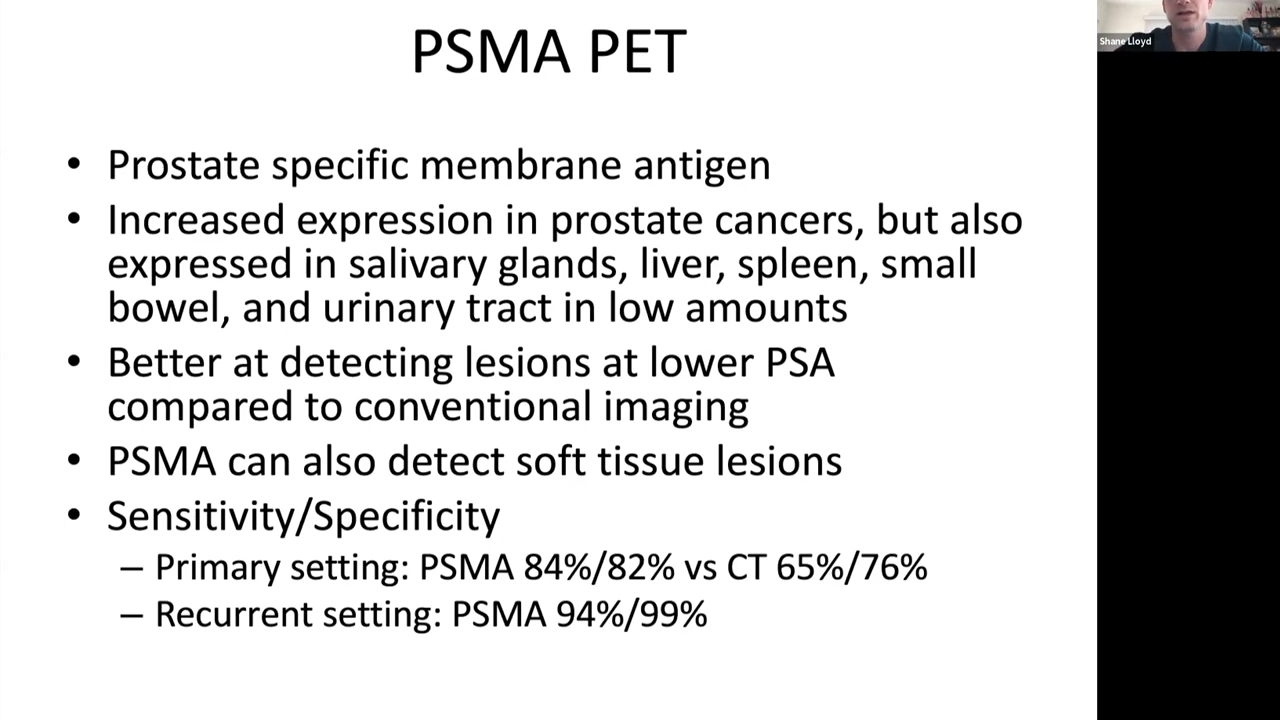 PSMA PET
Shane Lloyd
• Prostate specific membrane antigen
• Increased expression in prostate cancers, but also
expressed in salivary glands, liver, spleen, small
bowel, and urinary tract in low amounts
• Better at detecting lesions at lower PSA
compared to conventional imaging
• PSMA can also detect soft tissue lesions
• Sensitivity/Specificity
– Primary setting: PSMA 84%/82% vs CT 65%/76%
– Recurrent setting: PSMA 94%/99%